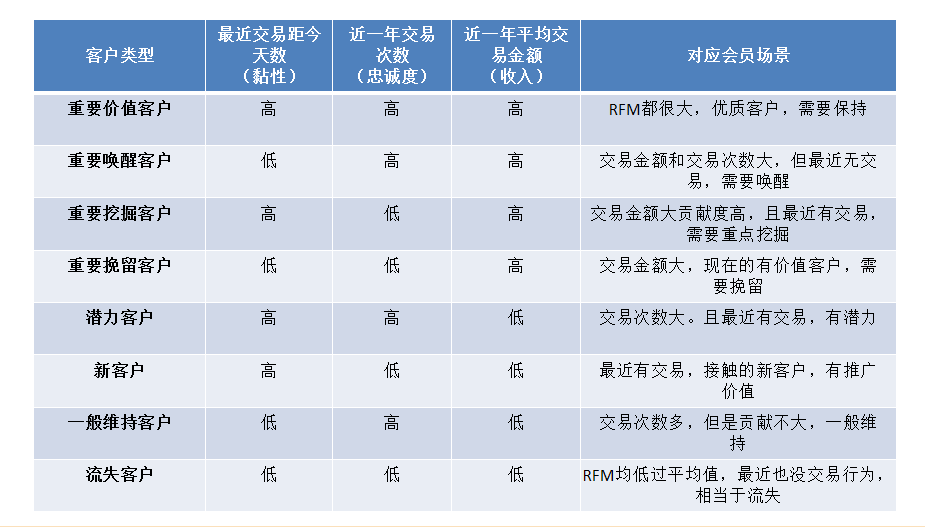 客户类型
最近交易距今
天数
（黏性）
近一年交易
次数
（忠诚度）
近一年平均交
易金额
（收入）
对应会员场景
重要价值客户
高
高
高
RFM都很大，优质客户，需要保持
重要唤醒客户
低
高
高
交易金额和交易次数大，但最近无交
易，需要唤醒
重要挖掘客户
高
低
高
交易金额大贡献度高，且最近有交易，
需要重点挖掘
重要挽留客户
低
低
高
交易金额大，现在的有价值客户，需
要挽留
潜力客户
高
高
低
交易次数大。且最近有交易，有潜力
新客户
高
低
低
最近有交易，接触的新客户，有推广
价值
一般维持客户
低
高
低
交易次数多，但是贡献不大，一般维
持
流失客户
低
低
低
RFM均低过平均值，最近也没交易行为，
相当于流失